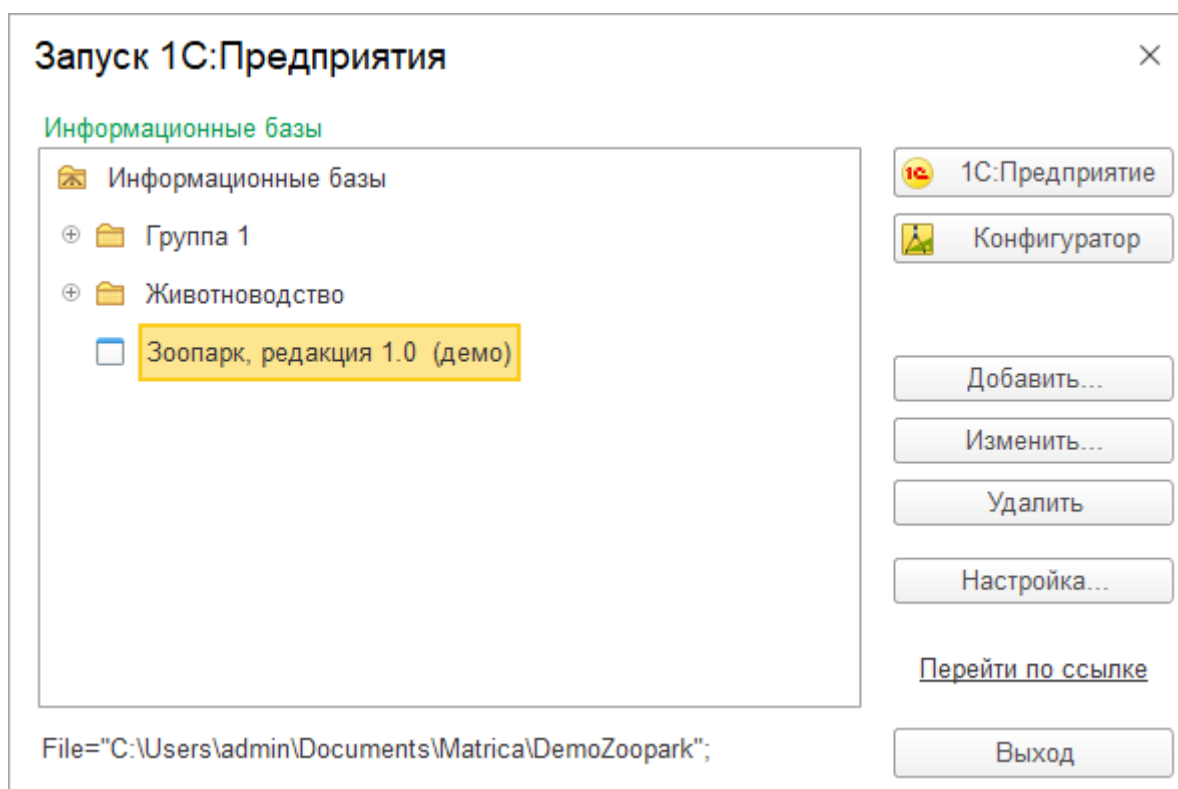 Запуск 1С:Предприятия
Информационные базы
Информационные базы
Группа 1
Животноводство
Зоопарк, редакция 1.0 (демо)
1С:Предприятие
Конфигуратор
Добавить...
Изменить...
Удалить
Настройка...
Перейти по ссылке
File="C:\Users\admin\Documents\Matrica\DemoZoopark";
Выход